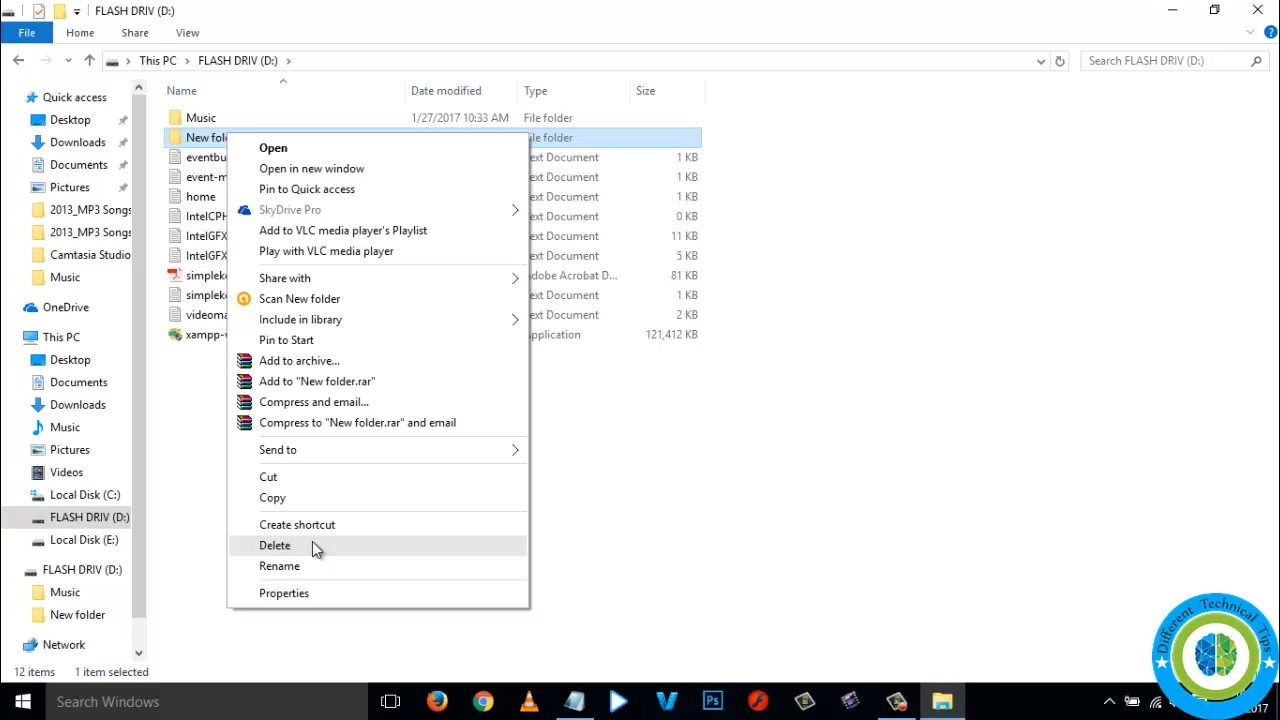 FLASH DRIV (D:)
File Home Share View
This PC FLASH DRIV (D:) Search FLASH DRIV (D:)
Name Date modified Type Size
Quick access
Desktop
Downloads
Documents
Pictures
2013_MP3 Songs
2013_MP3 Songs
Camtasia Studio
Music
OneDrive
This PC
Desktop
Documents
Downloads
Music
Pictures
Videos
Local Disk (C:)
FLASH DRIV (D:)
Local Disk (E:)
FLASH DRIV (D:)
Music
New folder
Network
Music 1/27/2017 10:33 AM File folder
New fol File folder
eventbu ext Document 1 KB
event-m ext Document 1 KB
home ext Document 1 KB
IntelCPH ext Document 0 KB
IntelGFX ext Document 11 KB
IntelGFX ext Document 5 KB
simpleke Adobe Acrobat D... 81 KB
simpleke ext Document 1 KB
videoma ext Document 2 KB
xampp-v Application 121,412 KB
Open
Open in new window
Pin to Quick access
SkyDrive Pro
Add to VLC media player's Playlist
Play with VLC media player
Share with
Scan New folder
Include in library
Pin to Start
Add to archive...
Add to "New folder.rar"
Compress and email...
Compress to "New folder.rar" and email
Send to
Cut
Copy
Create shortcut
Delete
Rename
Properties
12 items 1 item selected
Different Technical Tips
Search Windows
Ps
2017